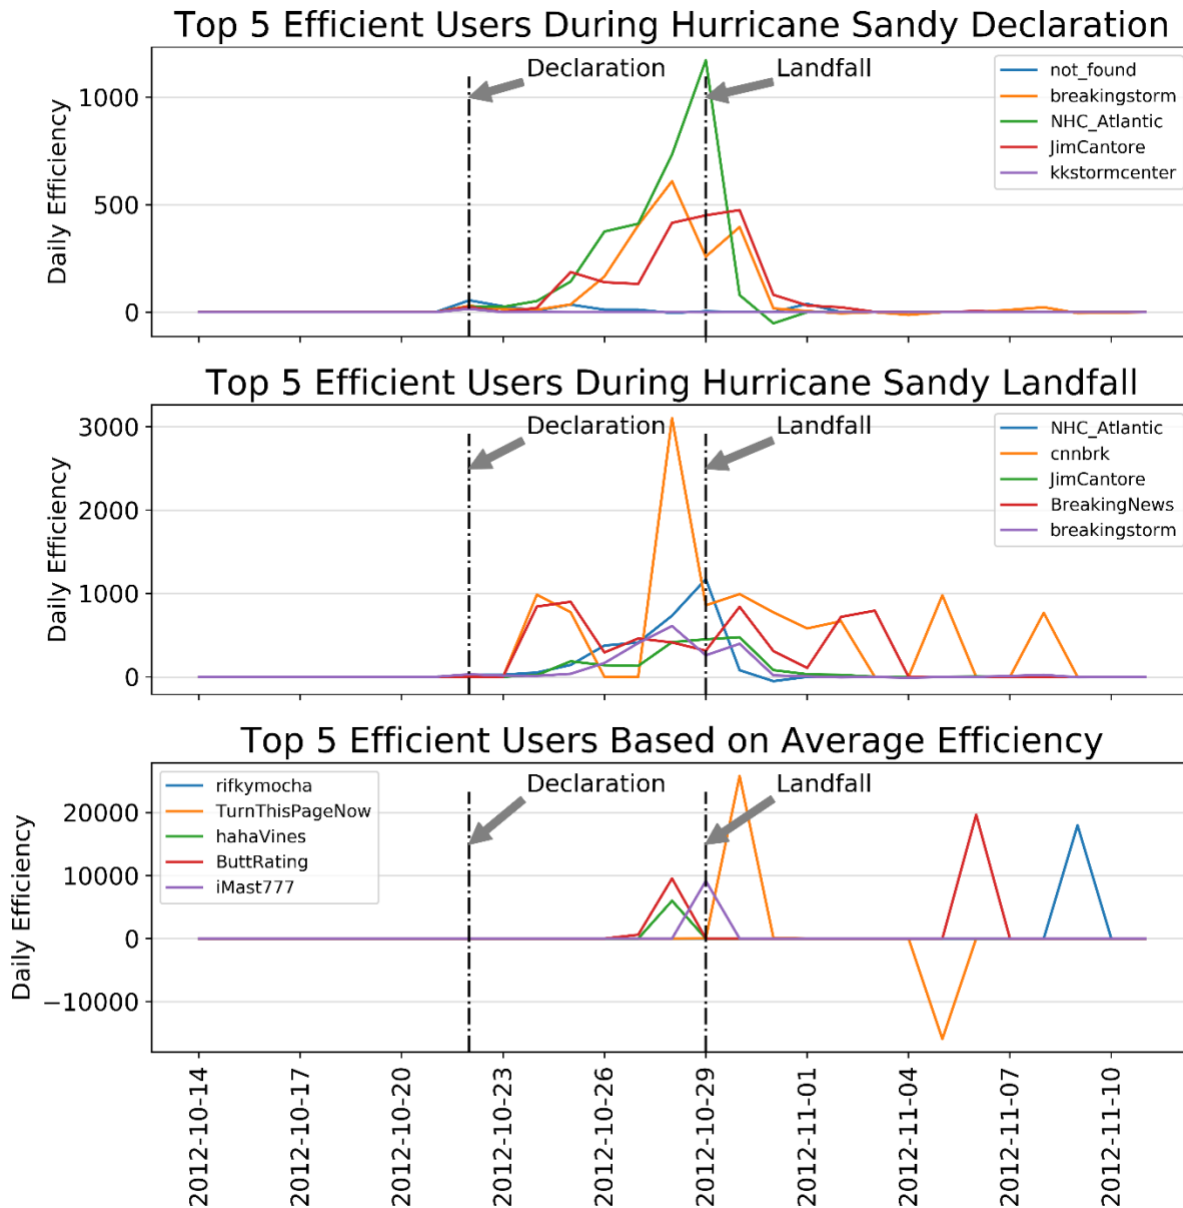 Top 5 Efficient Users During Hurricane Sandy Declaration
Daily Efficiency
1000
500
0
Declaration
Landfall
not_found
breakingstorm
NHC_Atlantic
JimCantore
kkstormcenter
Top 5 Efficient Users During Hurricane Sandy Landfall
Daily Efficiency
3000
2000
1000
0
Declaration
Landfall
NHC_Atlantic
cnnbrk
JimCantore
BreakingNews
breakingstorm
Top 5 Efficient Users Based on Average Efficiency
Daily Efficiency
20000
10000
0
−10000
rifkymocha
TurnThisPageNow
hahaVines
ButtRating
iMast777
Declaration
Landfall
2012-10-14
2012-10-17
2012-10-20
2012-10-23
2012-10-26
2012-10-29
2012-11-01
2012-11-04
2012-11-07
2012-11-10